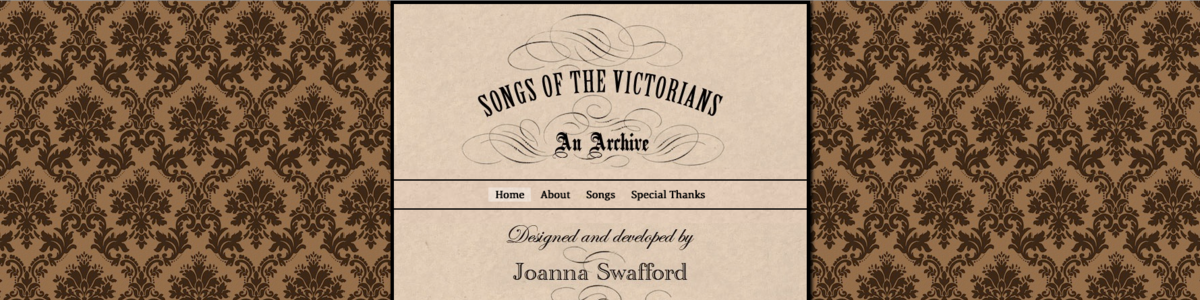 SONGS OF THE VICTORIANS
An Archive
Home About Songs Special Thanks
Designed and developed by
Joanna Swafford